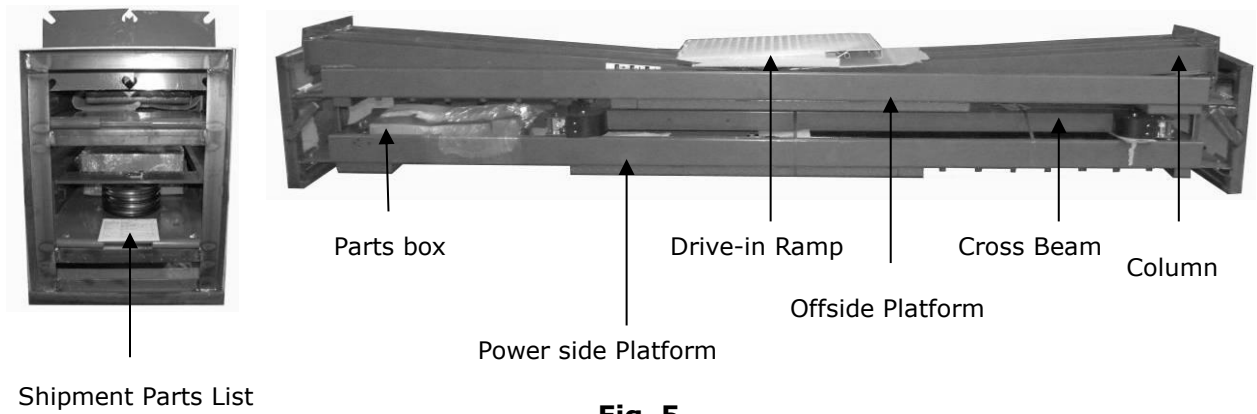 Parts box
Drive-in Ramp
Cross Beam
Column
Offside Platform
Power side Platform
Shipment Parts List
Fig. 5